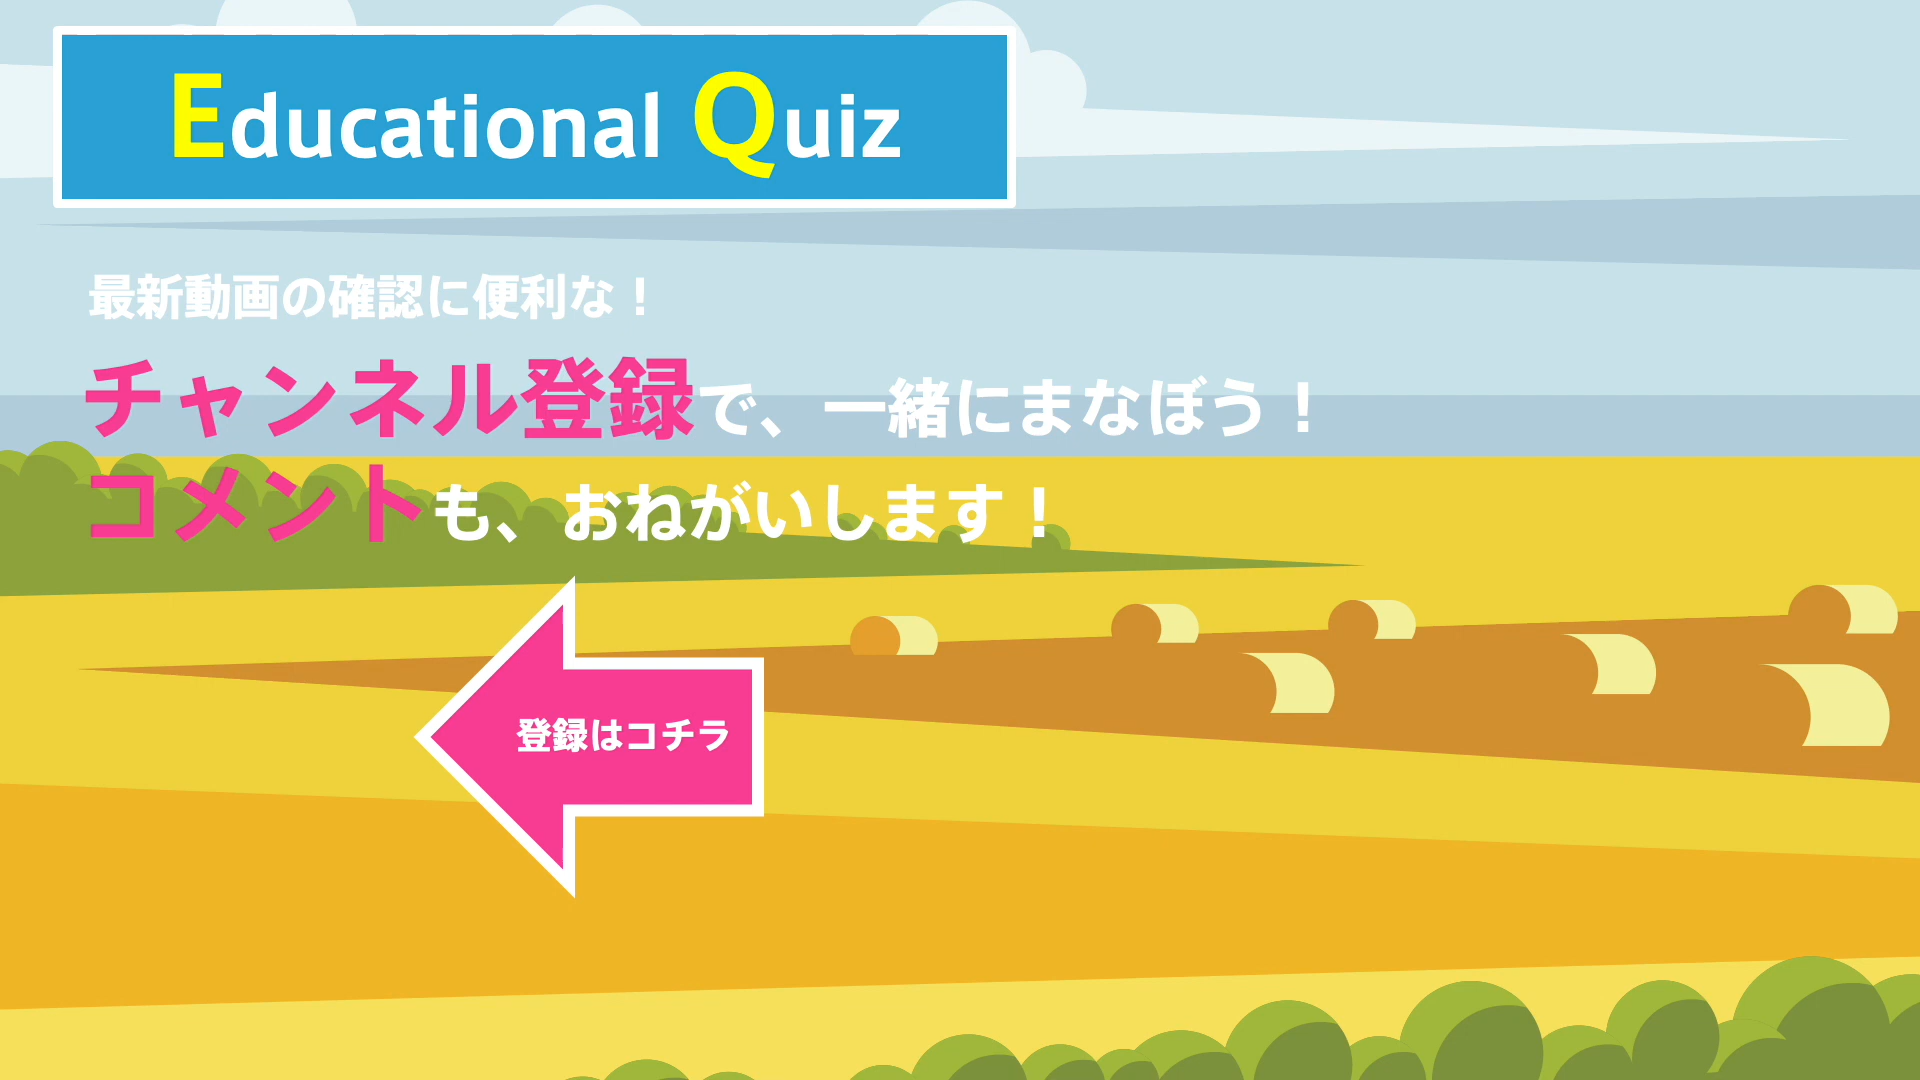 Educational Quiz
最新動画の確認に便利な！
チャンネル登録で、一緒にまなぼう！
コメントも、おねがいします！
登録はコチラ